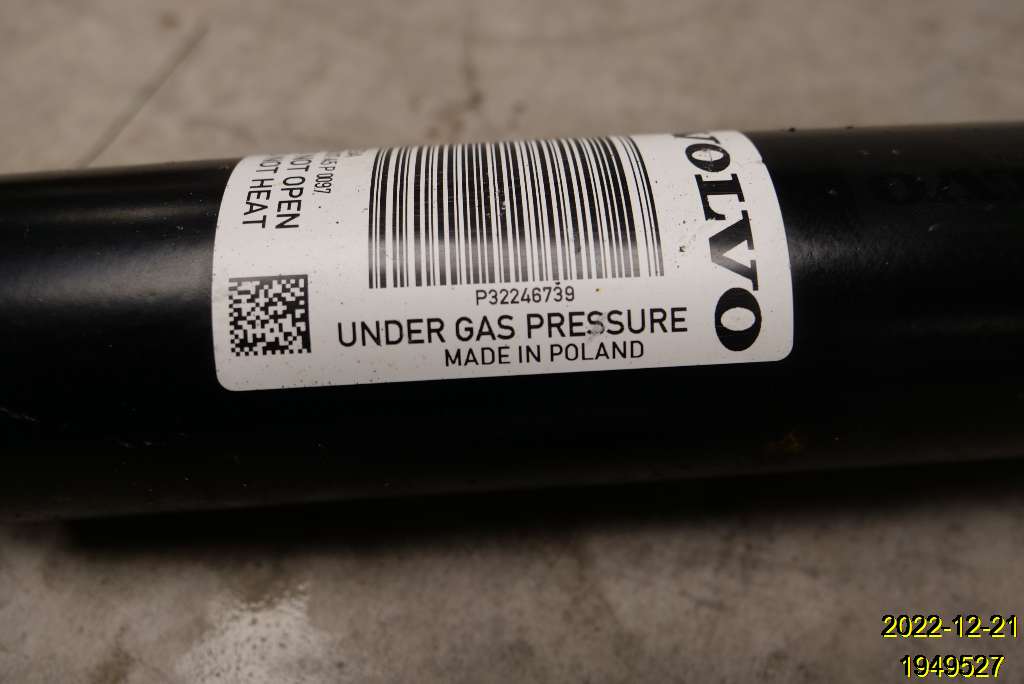 VOLVO
P32246739
UNDER GAS PRESSURE
MADE IN POLAND
NOT OPEN
NOT HEAT
2022-12-21
1949527